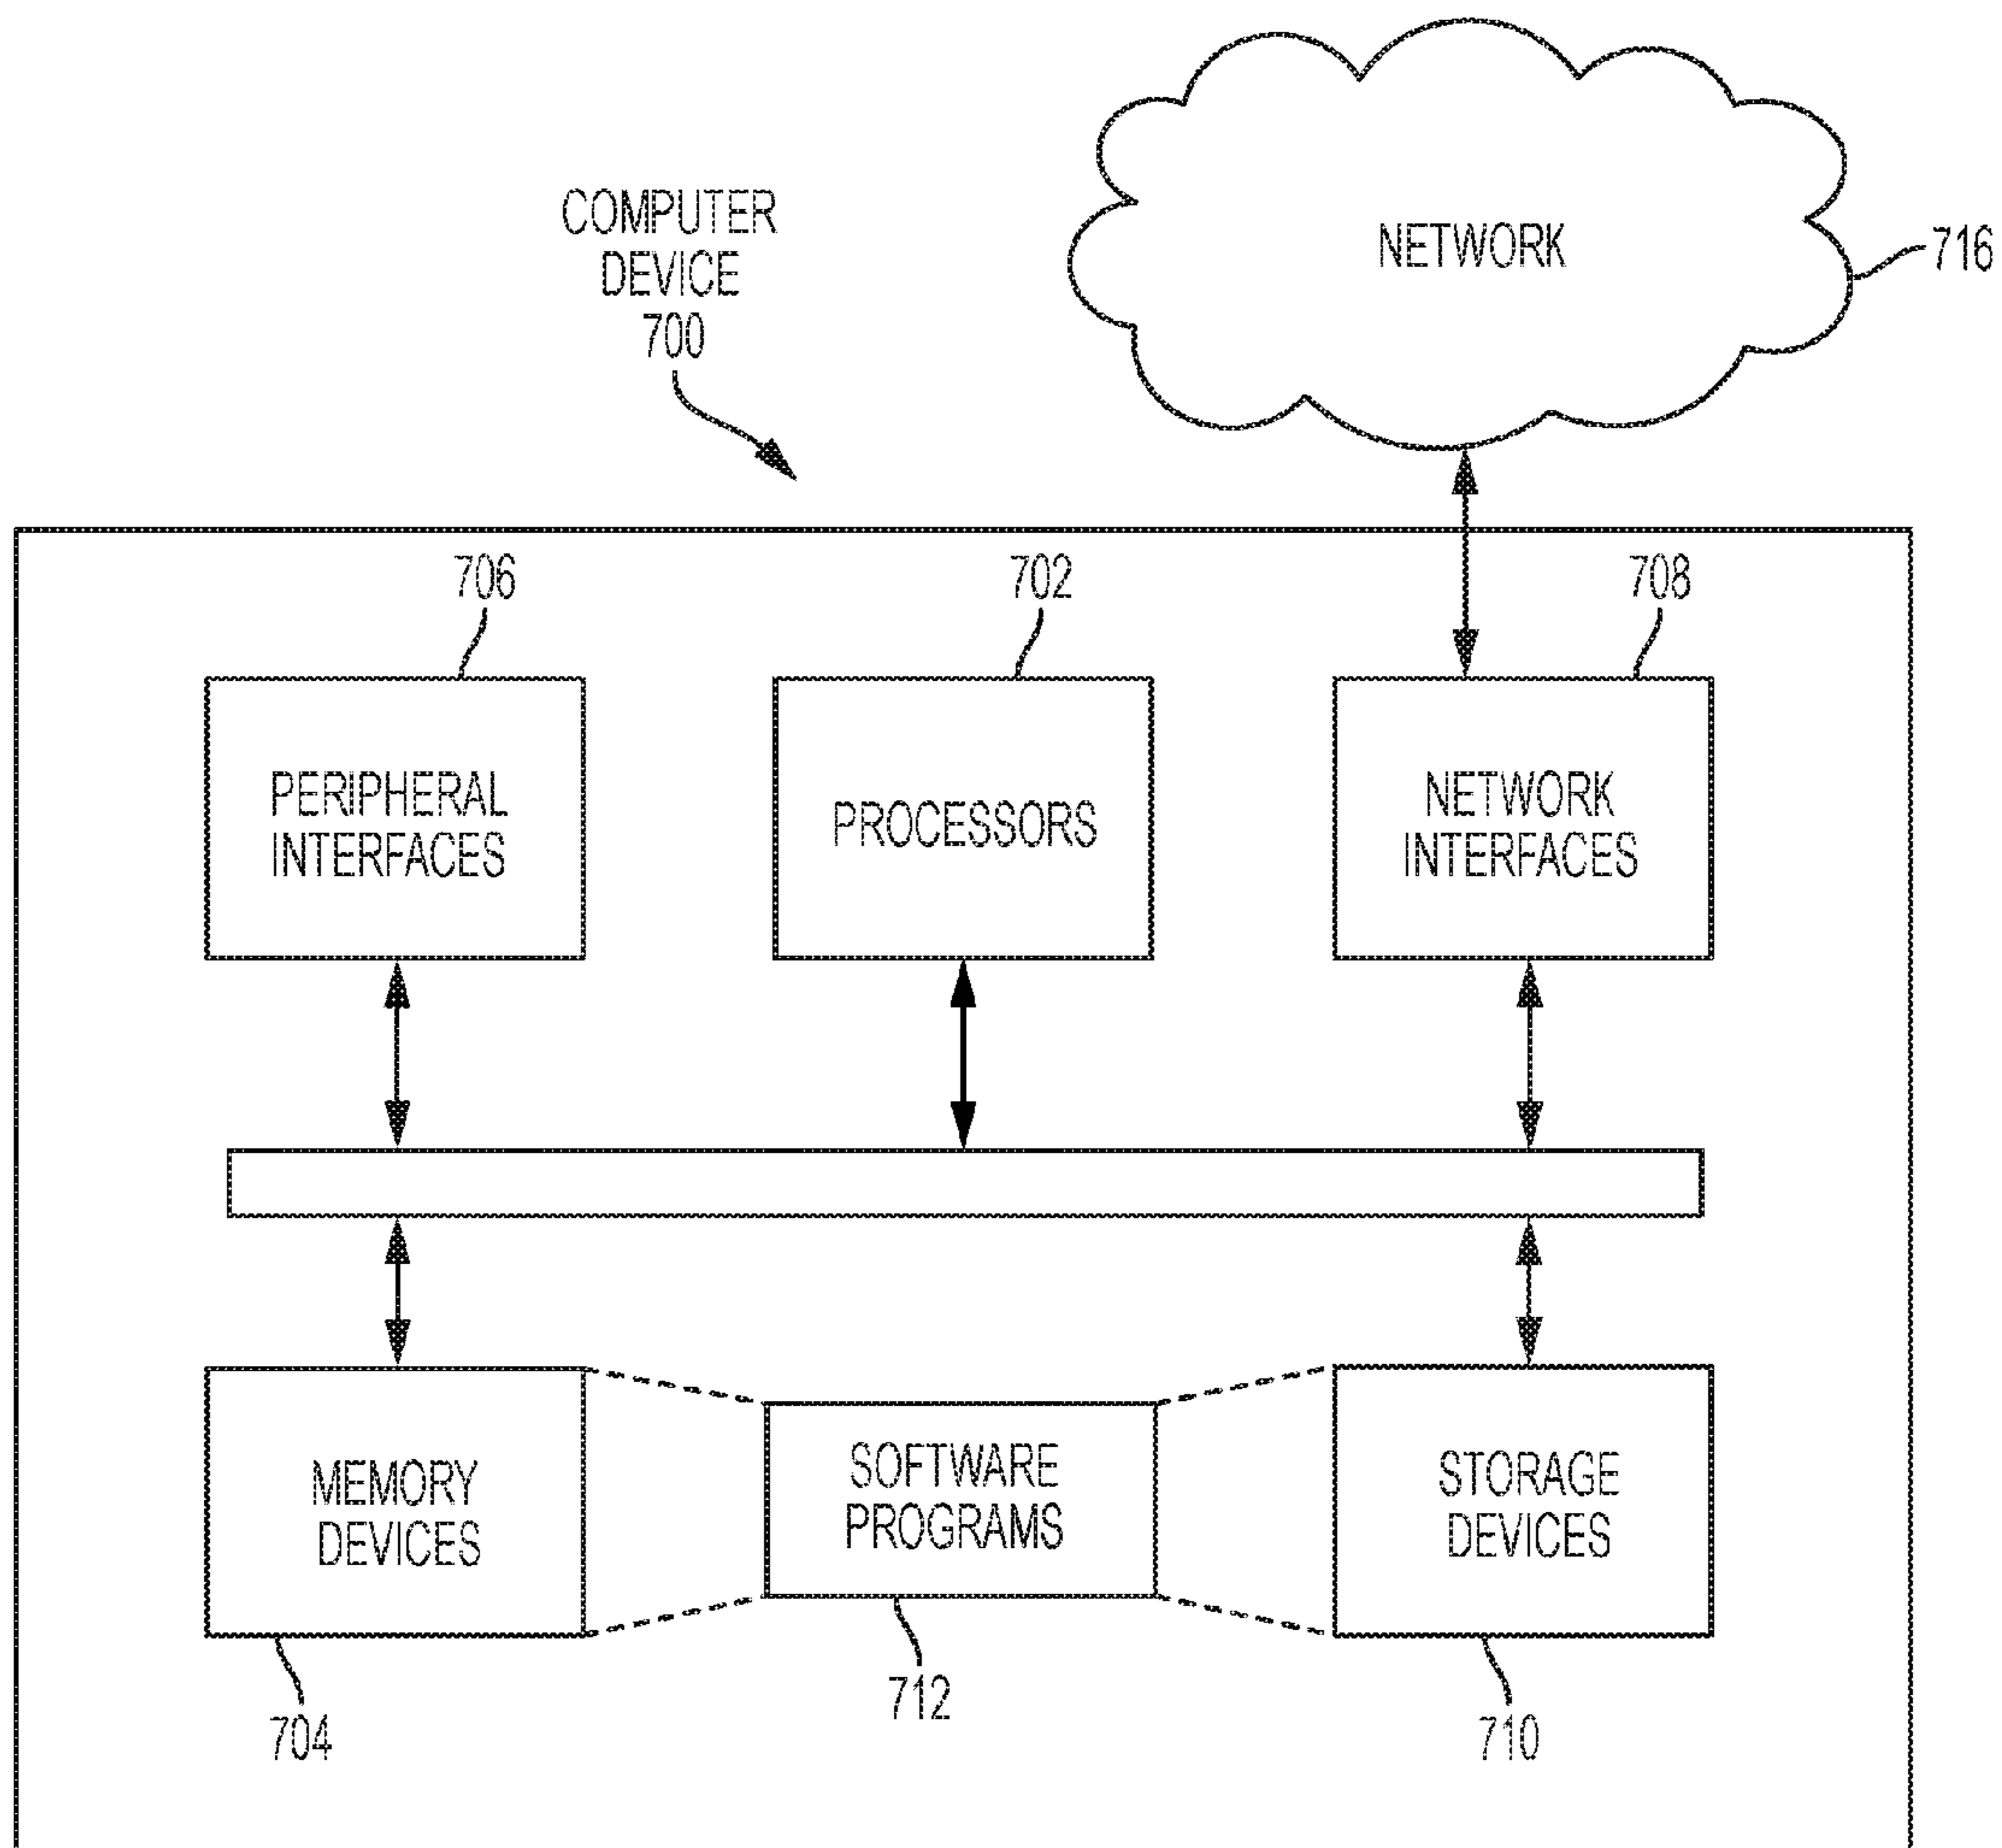 COMPUTER
DEVICE
700
NETWORK
716
706
702
708
PERIPHERAL
INTERFACES
PROCESSORS
NETWORK
INTERFACES
MEMORY
DEVICES
SOFTWARE
PROGRAMS
STORAGE
DEVICES
704
712
710